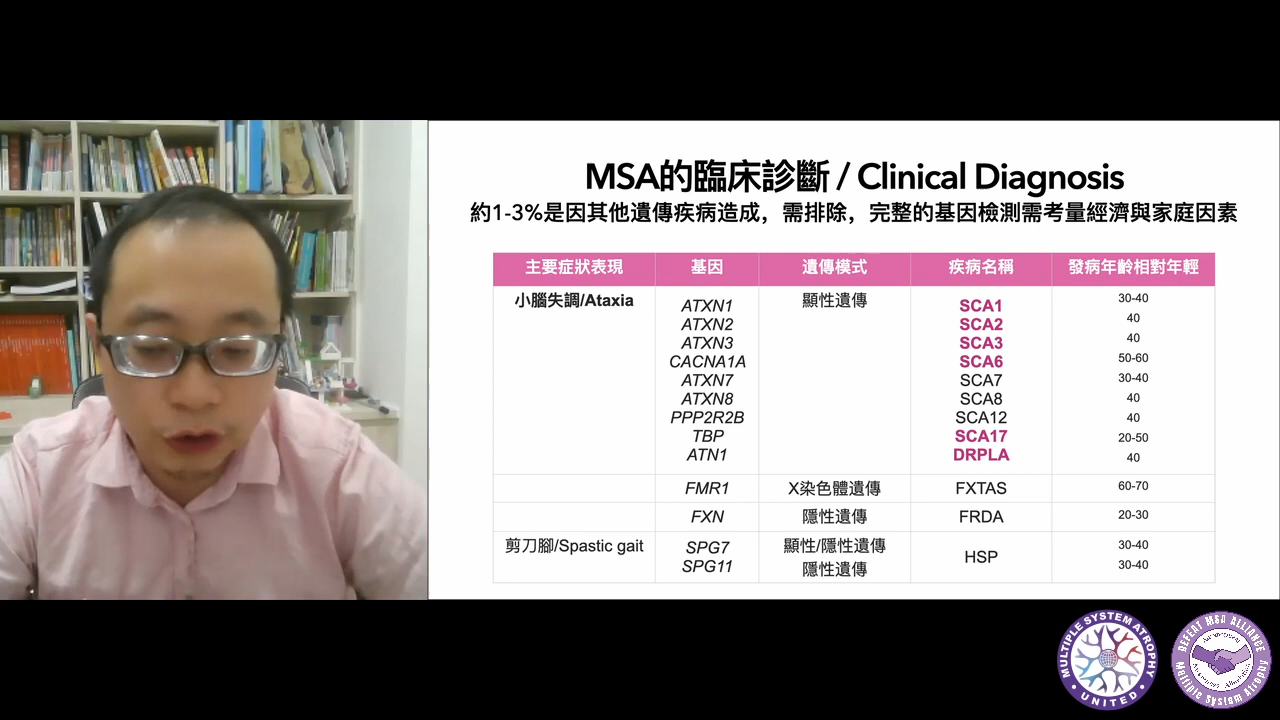 MSA的臨床診斷 / Clinical Diagnosis
約1-3%是因其他遺傳疾病造成，需排除，完整的基因檢測需考量經濟與家庭因素
主要症狀表現 基因 遺傳模式 疾病名稱 發病年齡相對年輕
小腦失調/Ataxia ATXN1 顯性遺傳 SCA1 30-40
ATXN2 SCA2 40
ATXN3 SCA3 40
CACNA1A SCA6 50-60
ATXN7 SCA7 30-40
ATXN8 SCA8 40
PPP2R2B SCA12 40
TBP SCA17 20-50
ATN1 DRPLA 40
FMR1 X染色體遺傳 FXTAS 60-70
FXN 隱性遺傳 FRDA 20-30
剪刀腳/Spastic gait SPG7 顯性/隱性遺傳 HSP 30-40
SPG11 隱性遺傳 30-40
MULTIPLE SYSTEM ATROPHY
UNITED
DEFEAT MSA ALLIANCE
Multiple System Atrophy